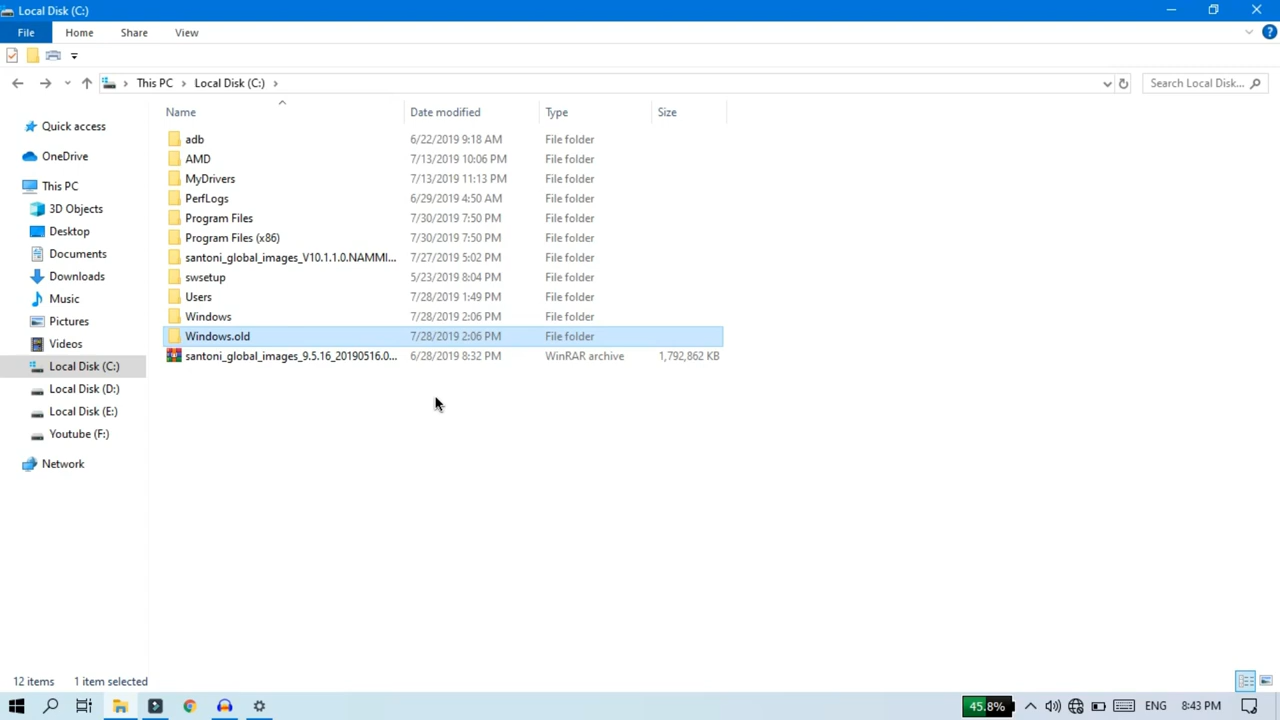 Local Disk (C:)
File Home Share View
This PC Local Disk (C:) Search Local Disk...
Name Date modified Type Size
Quick access
OneDrive
This PC
3D Objects
Desktop
Documents
Downloads
Music
Pictures
Videos
Local Disk (C:)
Local Disk (D:)
Local Disk (E:)
Youtube (F:)
Network
adb 6/22/2019 9:18 AM File folder
AMD 7/13/2019 10:06 PM File folder
MyDrivers 7/13/2019 11:13 PM File folder
PerfLogs 6/29/2019 4:50 AM File folder
Program Files 7/30/2019 7:50 PM File folder
Program Files (x86) 7/30/2019 7:50 PM File folder
santoni_global_images_V10.1.1.0.NAMMI... 7/27/2019 5:02 PM File folder
swsetup 5/23/2019 8:04 PM File folder
Users 7/28/2019 1:49 PM File folder
Windows 7/28/2019 2:06 PM File folder
Windows.old 7/28/2019 2:06 PM File folder
santoni_global_images_9.5.16_20190516.0... 6/28/2019 8:32 PM WinRAR archive 1,792,862 KB
12 items 1 item selected
45.8% ENG 8:43 PM